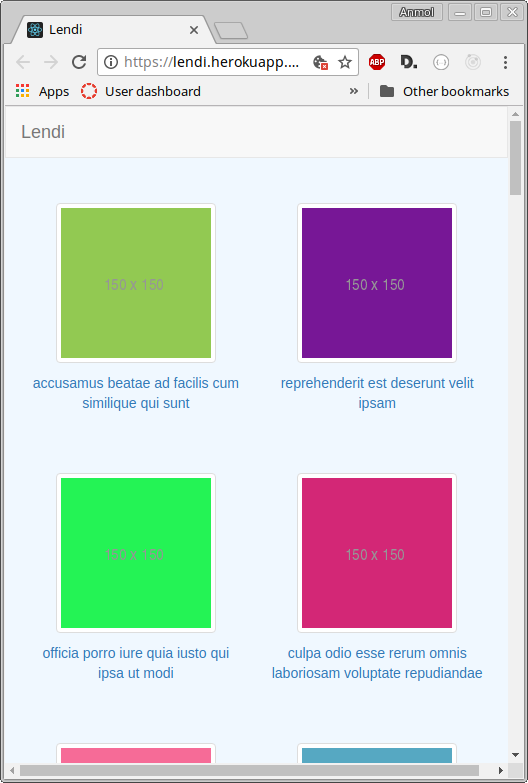 Anmol
Lendi
https://lendi.herokuapp....
ABP
D.
Apps
User dashboard
»
Other bookmarks
Lendi
150 x 150
150 x 150
accusamus beatae ad facilis cum
similique qui sunt
reprehenderit est deserunt velit
ipsam
150 x 150
150 x 150
officia porro iure quia iusto qui
ipsa ut modi
culpa odio esse rerum omnis
laboriosam voluptate repudiandae